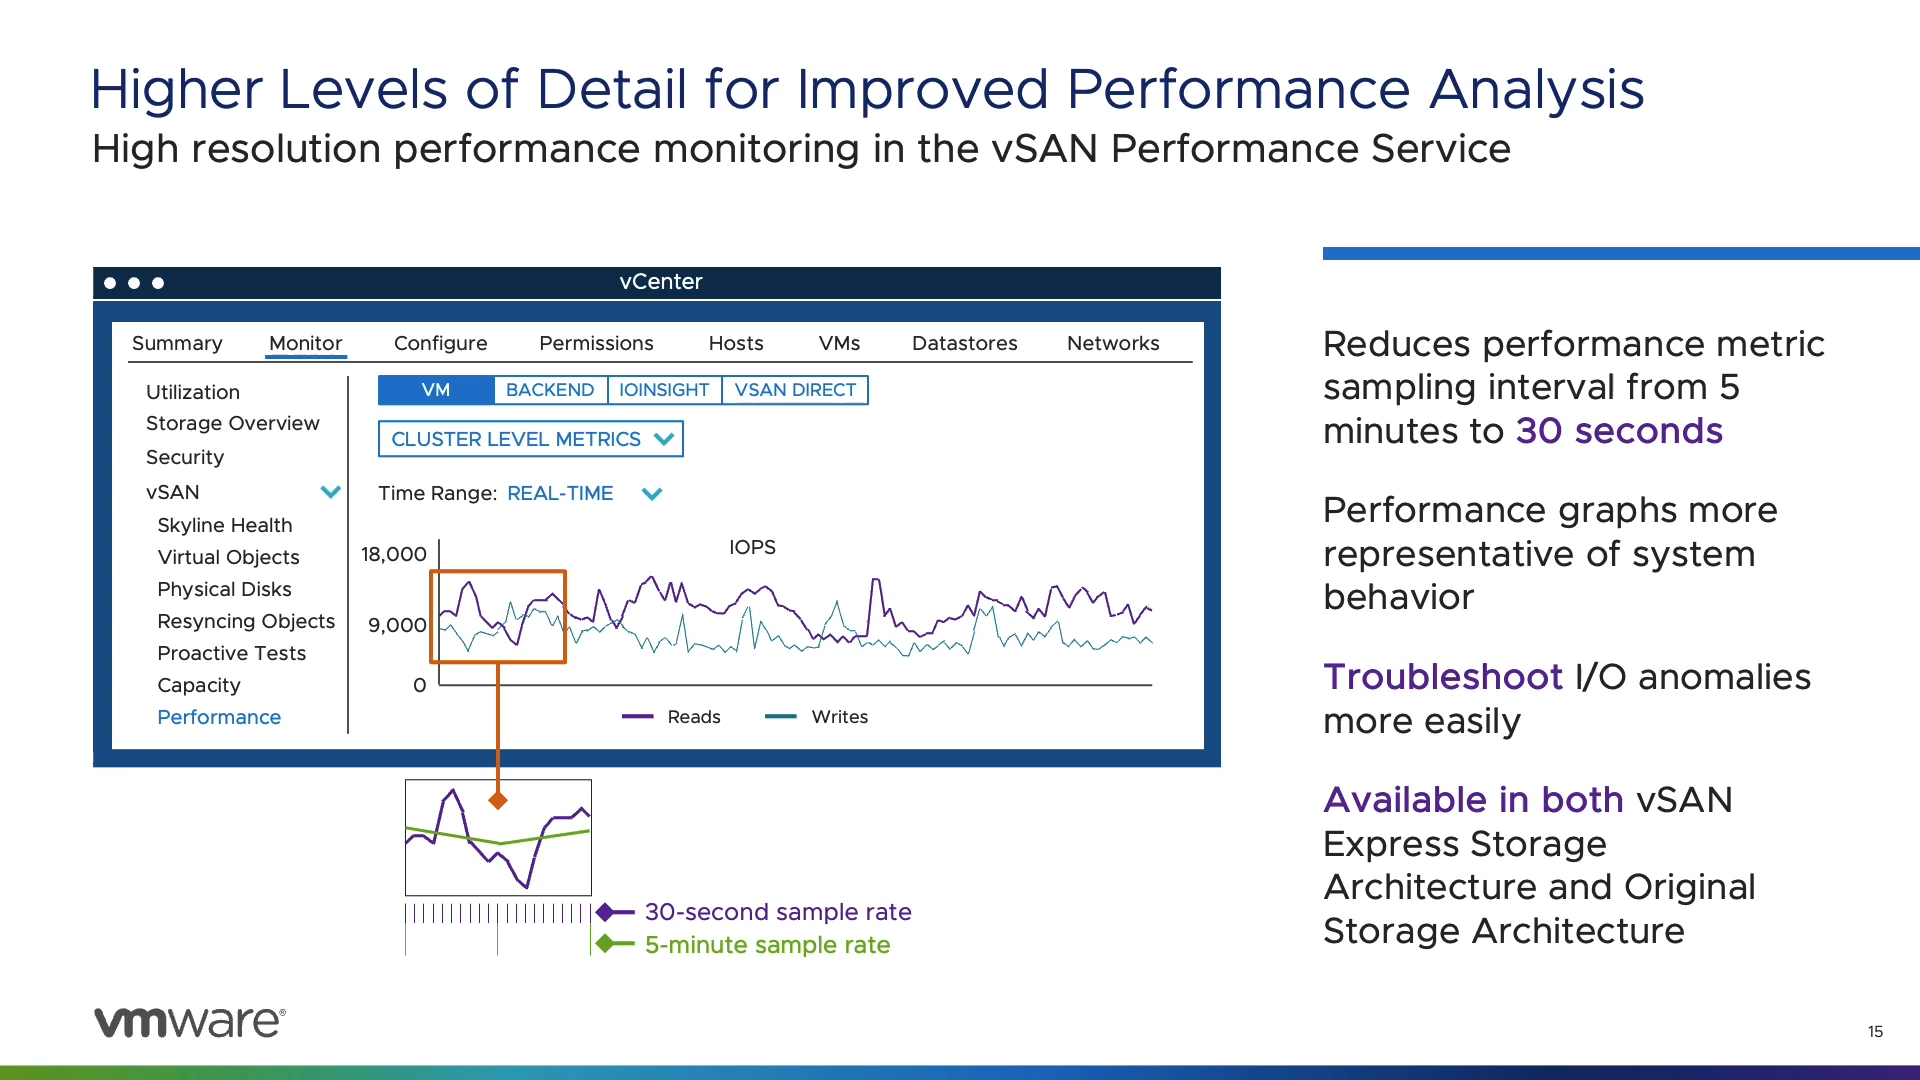 Higher Levels of Detail for Improved Performance Analysis
High resolution performance monitoring in the vSAN Performance Service
vCenter
Summary Monitor Configure Permissions Hosts VMs Datastores Networks
Utilization
Storage Overview
Security
vSAN
Skyline Health
Virtual Objects
Physical Disks
Resyncing Objects
Proactive Tests
Capacity
Performance
VM BACKEND IOINSIGHT VSAN DIRECT
CLUSTER LEVEL METRICS
Time Range: REAL-TIME
IOPS
18,000
9,000
0
Reads Writes
30-second sample rate
5-minute sample rate
Reduces performance metric
sampling interval from 5
minutes to 30 seconds
Performance graphs more
representative of system
behavior
Troubleshoot I/O anomalies
more easily
Available in both vSAN
Express Storage
Architecture and Original
Storage Architecture
vmware®
15